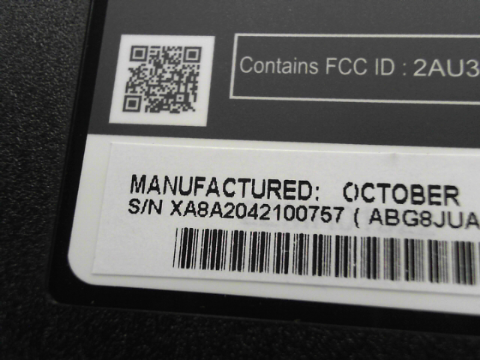 Contains FCC ID : 2AU3
MANUFACTURED: OCTOBER
S/N XA8A2042100757 ( ABG8JUA